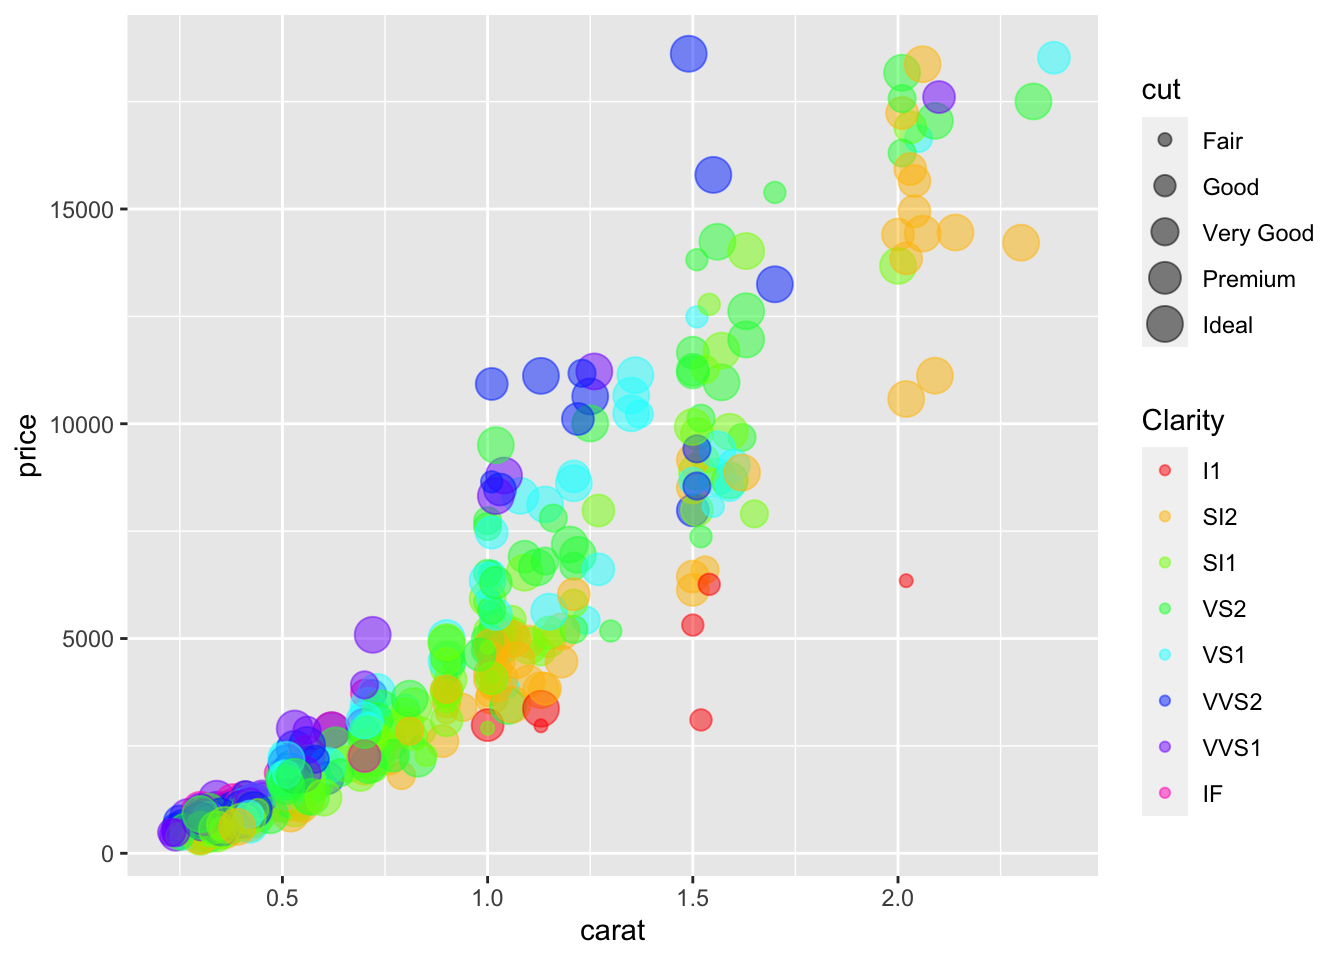 15000
10000
5000
0
price
0.5 1.0 1.5 2.0
carat
cut
Fair
Good
Very Good
Premium
Ideal
Clarity
I1
SI2
SI1
VS2
VS1
VVS2
VVS1
IF